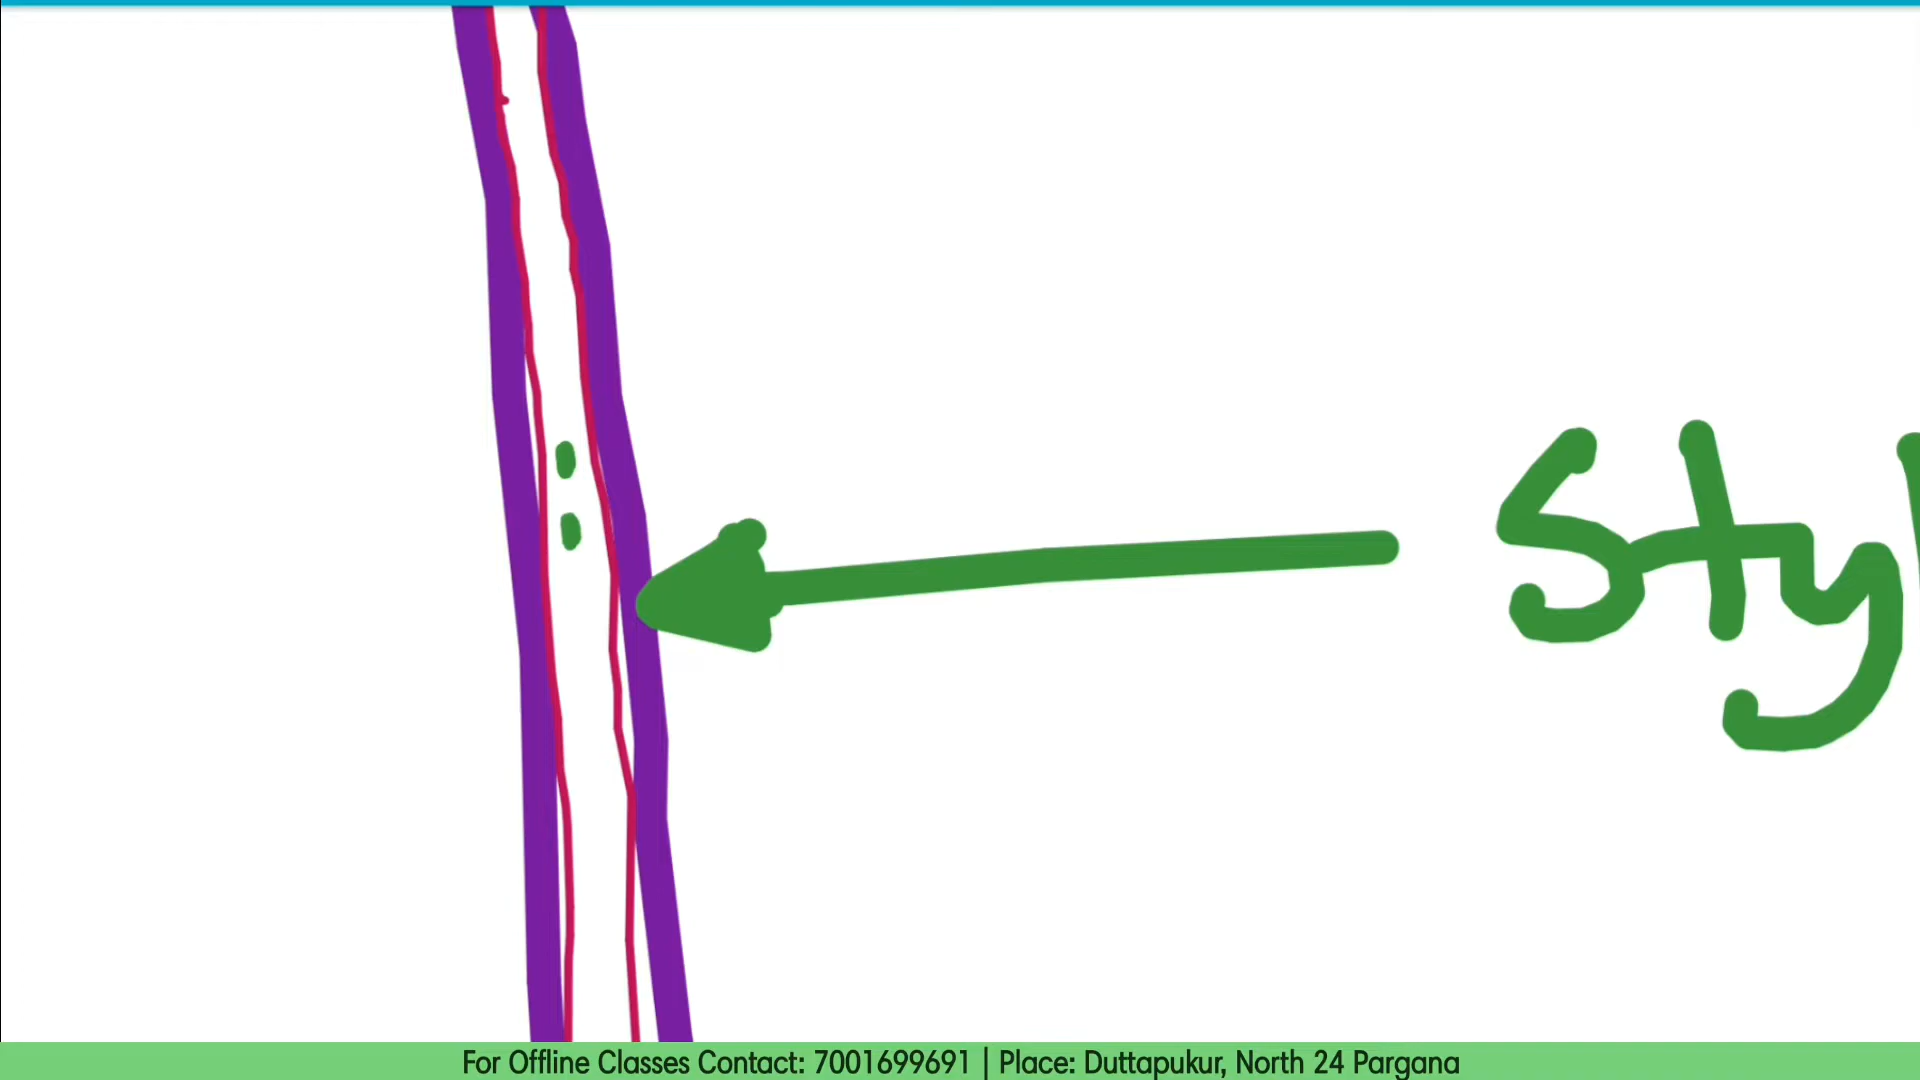 Styl
For Offline Classes Contact: 7001699691 | Place: Duttapukur, North 24 Pargana